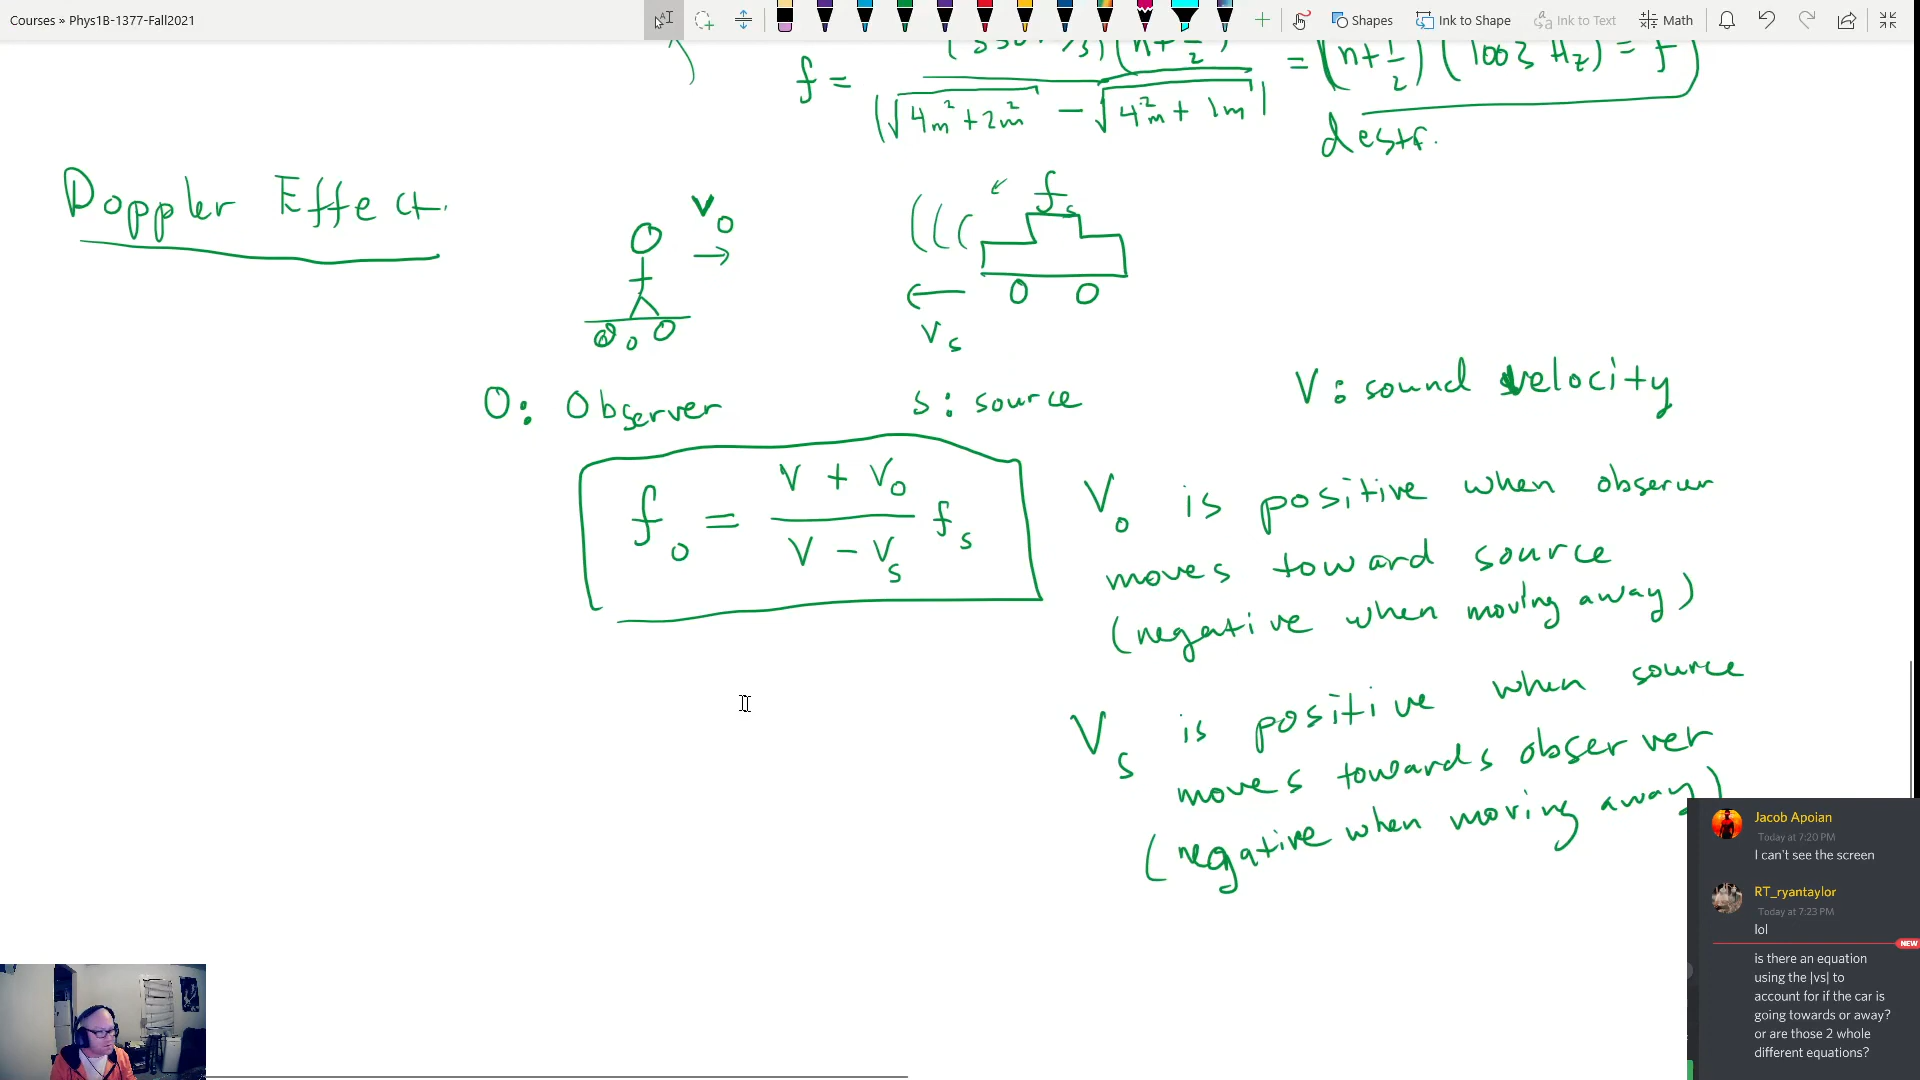 Courses » Phys1B-1377-Fall2021
Shapes
Ink to Shape
Ink to Text
Math
f = (n+1/2) / |√4m²+2m² - √4²m+1m| = (n+1/2)(1003 Hz) = f
destr.
Doppler Effect.
v₀
fₛ
vₛ
O: Observer
s: source
V: sound velocity
f₀ = (V + V₀)/(V - Vₛ) fₛ
V₀ is positive when observer
moves toward source
(negative when moving away)
Vₛ is positive when source
moves towards observer
(negative when moving away)
Jacob Apoian
Today at 7:20 PM
I can't see the screen
RT_ryantaylor
Today at 7:23 PM
lol
NEW
is there an equation
using the |vs| to
account for if the car is
going towards or away?
or are those 2 whole
different equations?